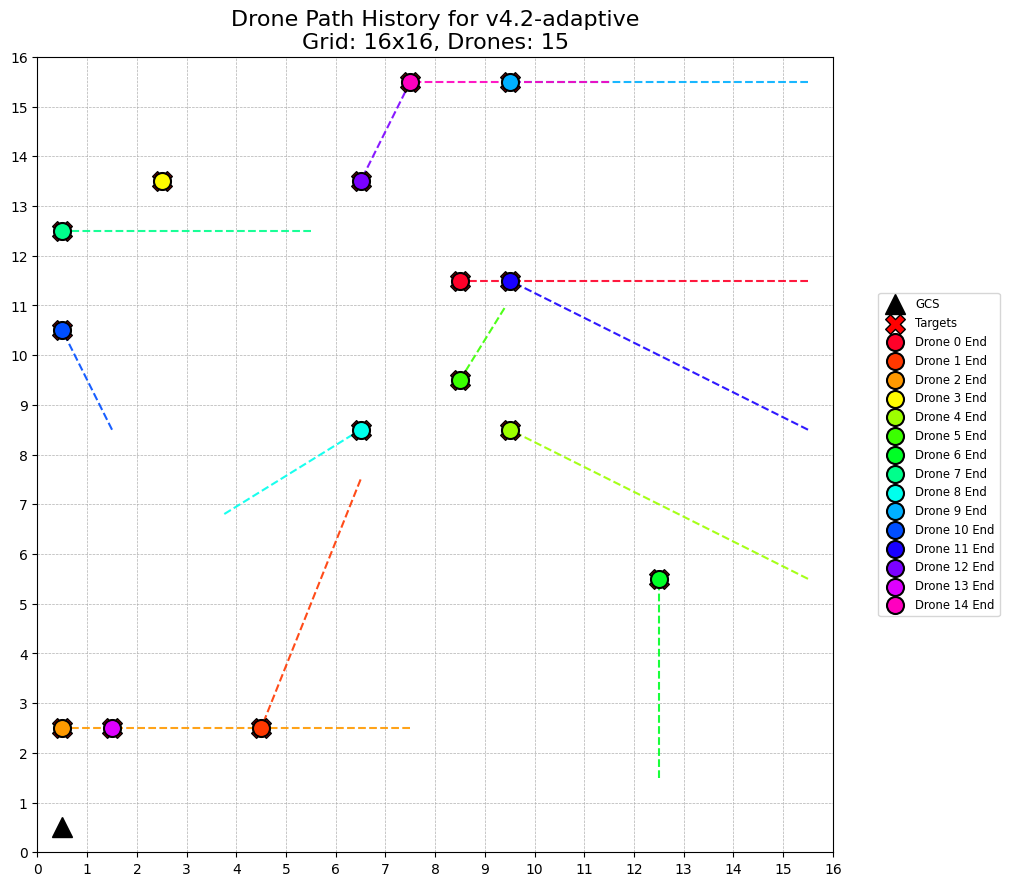 Drone Path History for v4.2-adaptive
Grid: 16x16, Drones: 15
16
15
14
13
12
11
10
9
8
7
6
5
4
3
2
1
0
0 1 2 3 4 5 6 7 8 9 10 11 12 13 14 15 16
GCS
Targets
Drone 0 End
Drone 1 End
Drone 2 End
Drone 3 End
Drone 4 End
Drone 5 End
Drone 6 End
Drone 7 End
Drone 8 End
Drone 9 End
Drone 10 End
Drone 11 End
Drone 12 End
Drone 13 End
Drone 14 End